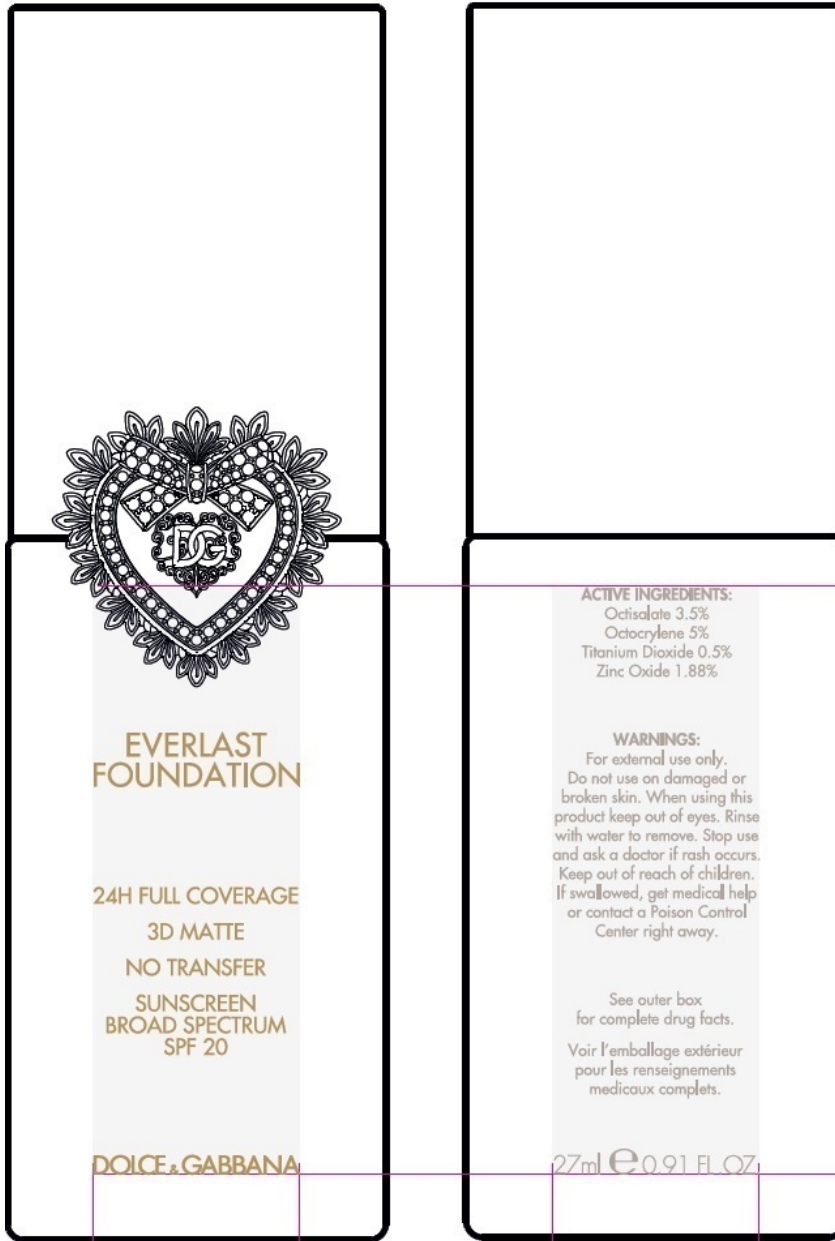 DG
EVERLAST
FOUNDATION
24H FULL COVERAGE
3D MATTE
NO TRANSFER
SUNSCREEN
BROAD SPECTRUM
SPF 20
DOLCE & GABBANA
ACTIVE INGREDIENTS:
Octisalate 3.5%
Octocrylene 5%
Titanium Dioxide 0.5%
Zinc Oxide 1.88%
WARNINGS:
For external use only.
Do not use on damaged or
broken skin. When using this
product keep out of eyes. Rinse
with water to remove. Stop use
and ask a doctor if rash occurs.
Keep out of reach of children.
If swallowed, get medical help
or contact a Poison Control
Center right away.
See outer box
for complete drug facts.
Voir l'emballage extérieur
pour les renseignements
medicaux complets.
27ml ℮ 0.91 FL.OZ.